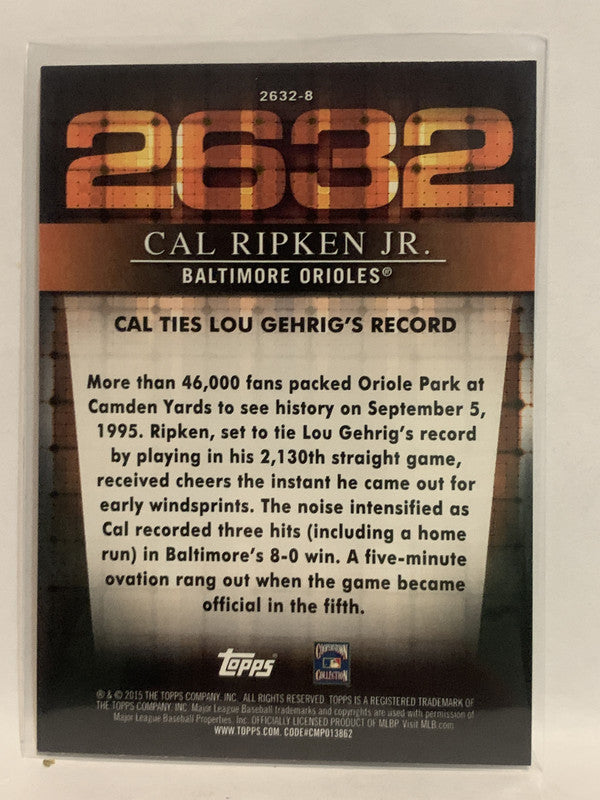 2632-8
2632
CAL RIPKEN JR.
BALTIMORE ORIOLES®
CAL TIES LOU GEHRIG'S RECORD
More than 46,000 fans packed Oriole Park at
Camden Yards to see history on September 5,
1995. Ripken, set to tie Lou Gehrig's record
by playing in his 2,130th straight game,
received cheers the instant he came out for
early windsprints. The noise intensified as
Cal recorded three hits (including a home
run) in Baltimore's 8-0 win. A five-minute
ovation rang out when the game became
official in the fifth.
topps
COOPERSTOWN
COLLECTION
® & © 2015 THE TOPPS COMPANY, INC. ALL RIGHTS RESERVED. TOPPS IS A REGISTERED TRADEMARK OF
THE TOPPS COMPANY, INC. Major League Baseball trademarks and copyrights are used with permission of
Major League Baseball Properties, Inc. OFFICIALLY LICENSED PRODUCT OF MLBP Visit MLB.com
WWW.TOPPS.COM. CODE#CMP013862